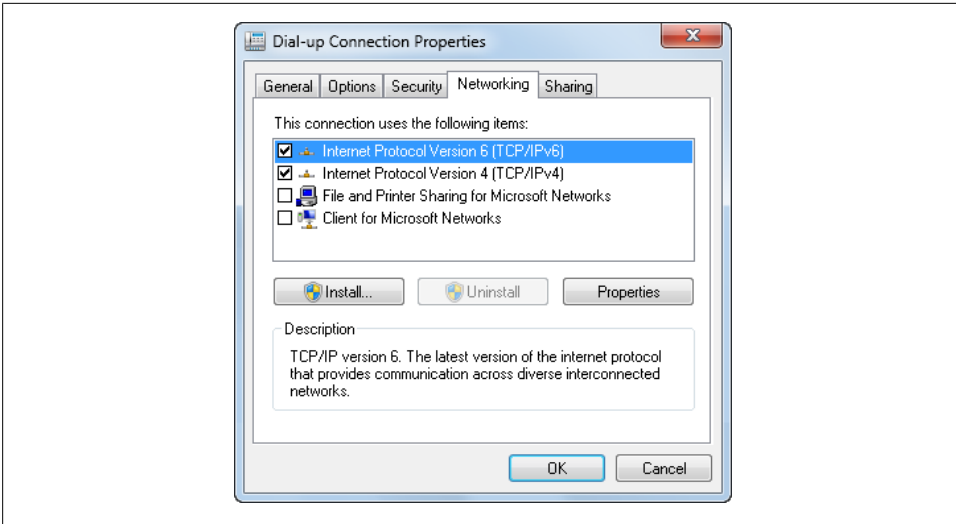 Dial-up Connection Properties
General Options Security Networking Sharing
This connection uses the following items:
Internet Protocol Version 6 (TCP/IPv6)
Internet Protocol Version 4 (TCP/IPv4)
File and Printer Sharing for Microsoft Networks
Client for Microsoft Networks
Install... Uninstall Properties
Description
TCP/IP version 6. The latest version of the internet protocol
that provides communication across diverse interconnected
networks.
OK Cancel